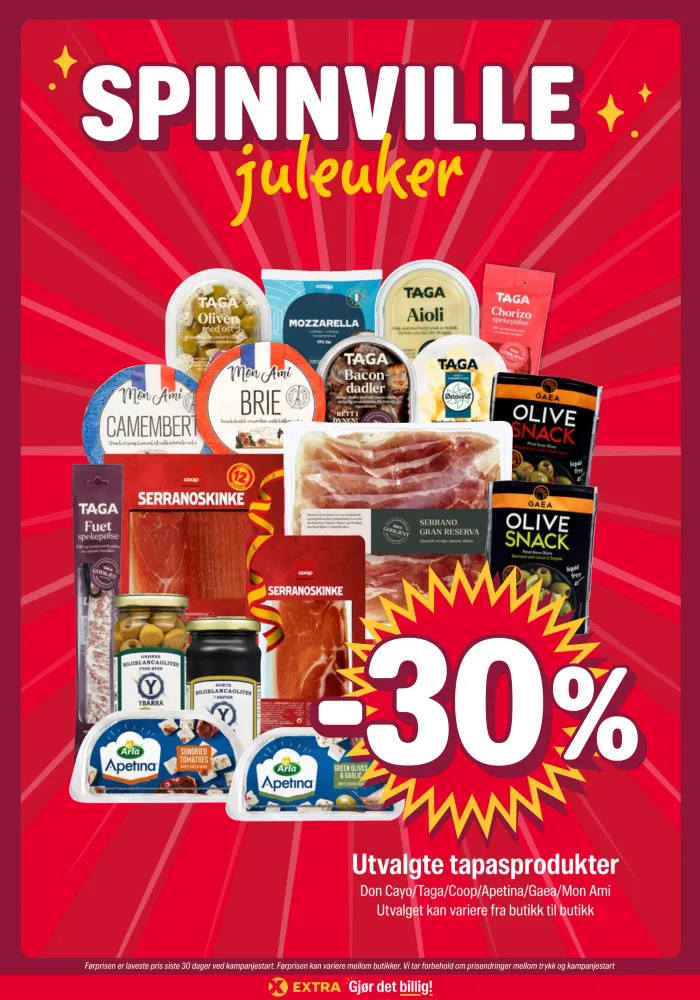 SPINNVILLE
juleuker
TAGA
Oliven
med ost
coop
MOZZARELLA
TAGA
Aioli
TAGA
Chorizo
spekepølse
Mon Ami
CAMEMBERT
Mon Ami
BRIE
TAGA
Bacon
dadler
TAGA
Østavind
GAEA
OLIVE
SNACK
TAGA
Fuet
spekepølse
coop
SERRANOSKINKE
12
SERRANO
GRAN RESERVA
GAEA
OLIVE
SNACK
coop
SERRANOSKINKE
GRØNNE
HOJIBLANCAOLIVEN
UTEN STEN
YBARRA
SORTE
HOJIBLANCAOLIVEN
I SKIVER
YBARRA
Arla
Apetina
SUNDRIED
TOMATOES
Arla
Apetina
GREEN OLIVES
& GARLIC
-30%
Utvalgte tapasprodukter
Don Cayo/Taga/Coop/Apetina/Gaea/Mon Ami
Utvalget kan variere fra butikk til butikk
Førprisen er laveste pris siste 30 dager ved kampanjestart. Førprisen kan variere mellom butikker. Vi tar forbehold om prisendringer mellom trykk og kampanjestart
X EXTRA Gjør det billig!